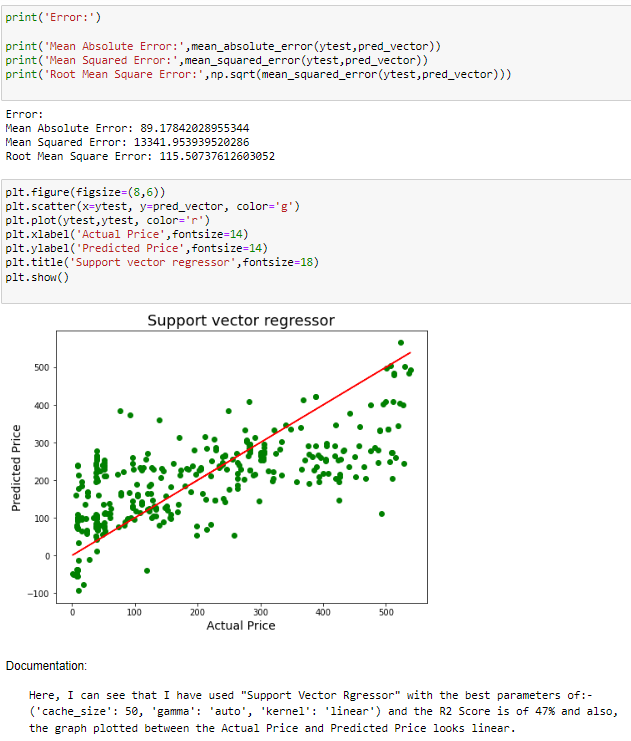 print('Error:')
print('Mean Absolute Error:',mean_absolute_error(ytest,pred_vector))
print('Mean Squared Error:',mean_squared_error(ytest,pred_vector))
print('Root Mean Square Error:',np.sqrt(mean_squared_error(ytest,pred_vector)))
Error:
Mean Absolute Error: 89.17842028955344
Mean Squared Error: 13341.953939520286
Root Mean Square Error: 115.50737612603052
plt.figure(figsize=(8,6))
plt.scatter(x=ytest, y=pred_vector, color='g')
plt.plot(ytest,ytest, color='r')
plt.xlabel('Actual Price',fontsize=14)
plt.ylabel('Predicted Price',fontsize=14)
plt.title('Support vector regressor',fontsize=18)
plt.show()
Support vector regressor
Predicted Price
500
400
300
200
100
0
−100
0 100 200 300 400 500
Actual Price
Documentation:
Here, I can see that I have used "Support Vector Rgressor" with the best parameters of:-
('cache_size': 50, 'gamma': 'auto', 'kernel': 'linear') and the R2 Score is of 47% and also,
the graph plotted between the Actual Price and Predicted Price looks linear.